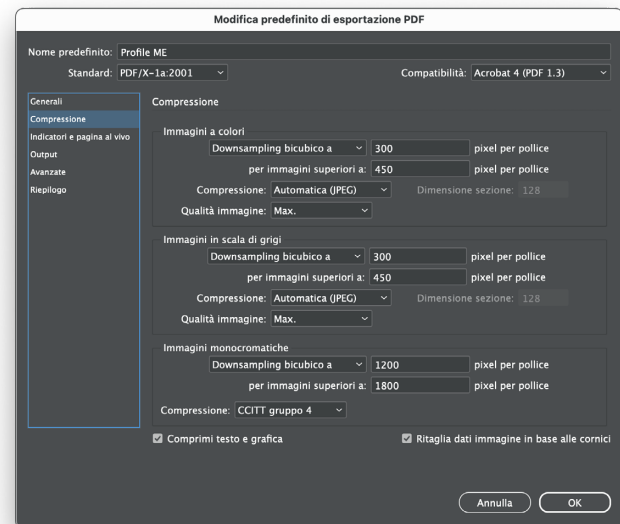 Modifica predefinito di esportazione PDF
Nome predefinito: Profile ME
Standard: PDF/X-1a:2001 Compatibilità: Acrobat 4 (PDF 1.3)
Generali
Compressione
Indicatori e pagina al vivo
Output
Avanzate
Riepilogo
Compressione
Immagini a colori
Downsampling bicubico a 300 pixel per pollice
per immagini superiori a: 450 pixel per pollice
Compressione: Automatica (JPEG) Dimensione sezione: 128
Qualità immagine: Max.
Immagini in scala di grigi
Downsampling bicubico a 300 pixel per pollice
per immagini superiori a: 450 pixel per pollice
Compressione: Automatica (JPEG) Dimensione sezione: 128
Qualità immagine: Max.
Immagini monocromatiche
Downsampling bicubico a 1200 pixel per pollice
per immagini superiori a: 1800 pixel per pollice
Compressione: CCITT gruppo 4
Comprimi testo e grafica Ritaglia dati immagine in base alle cornici
Annulla OK